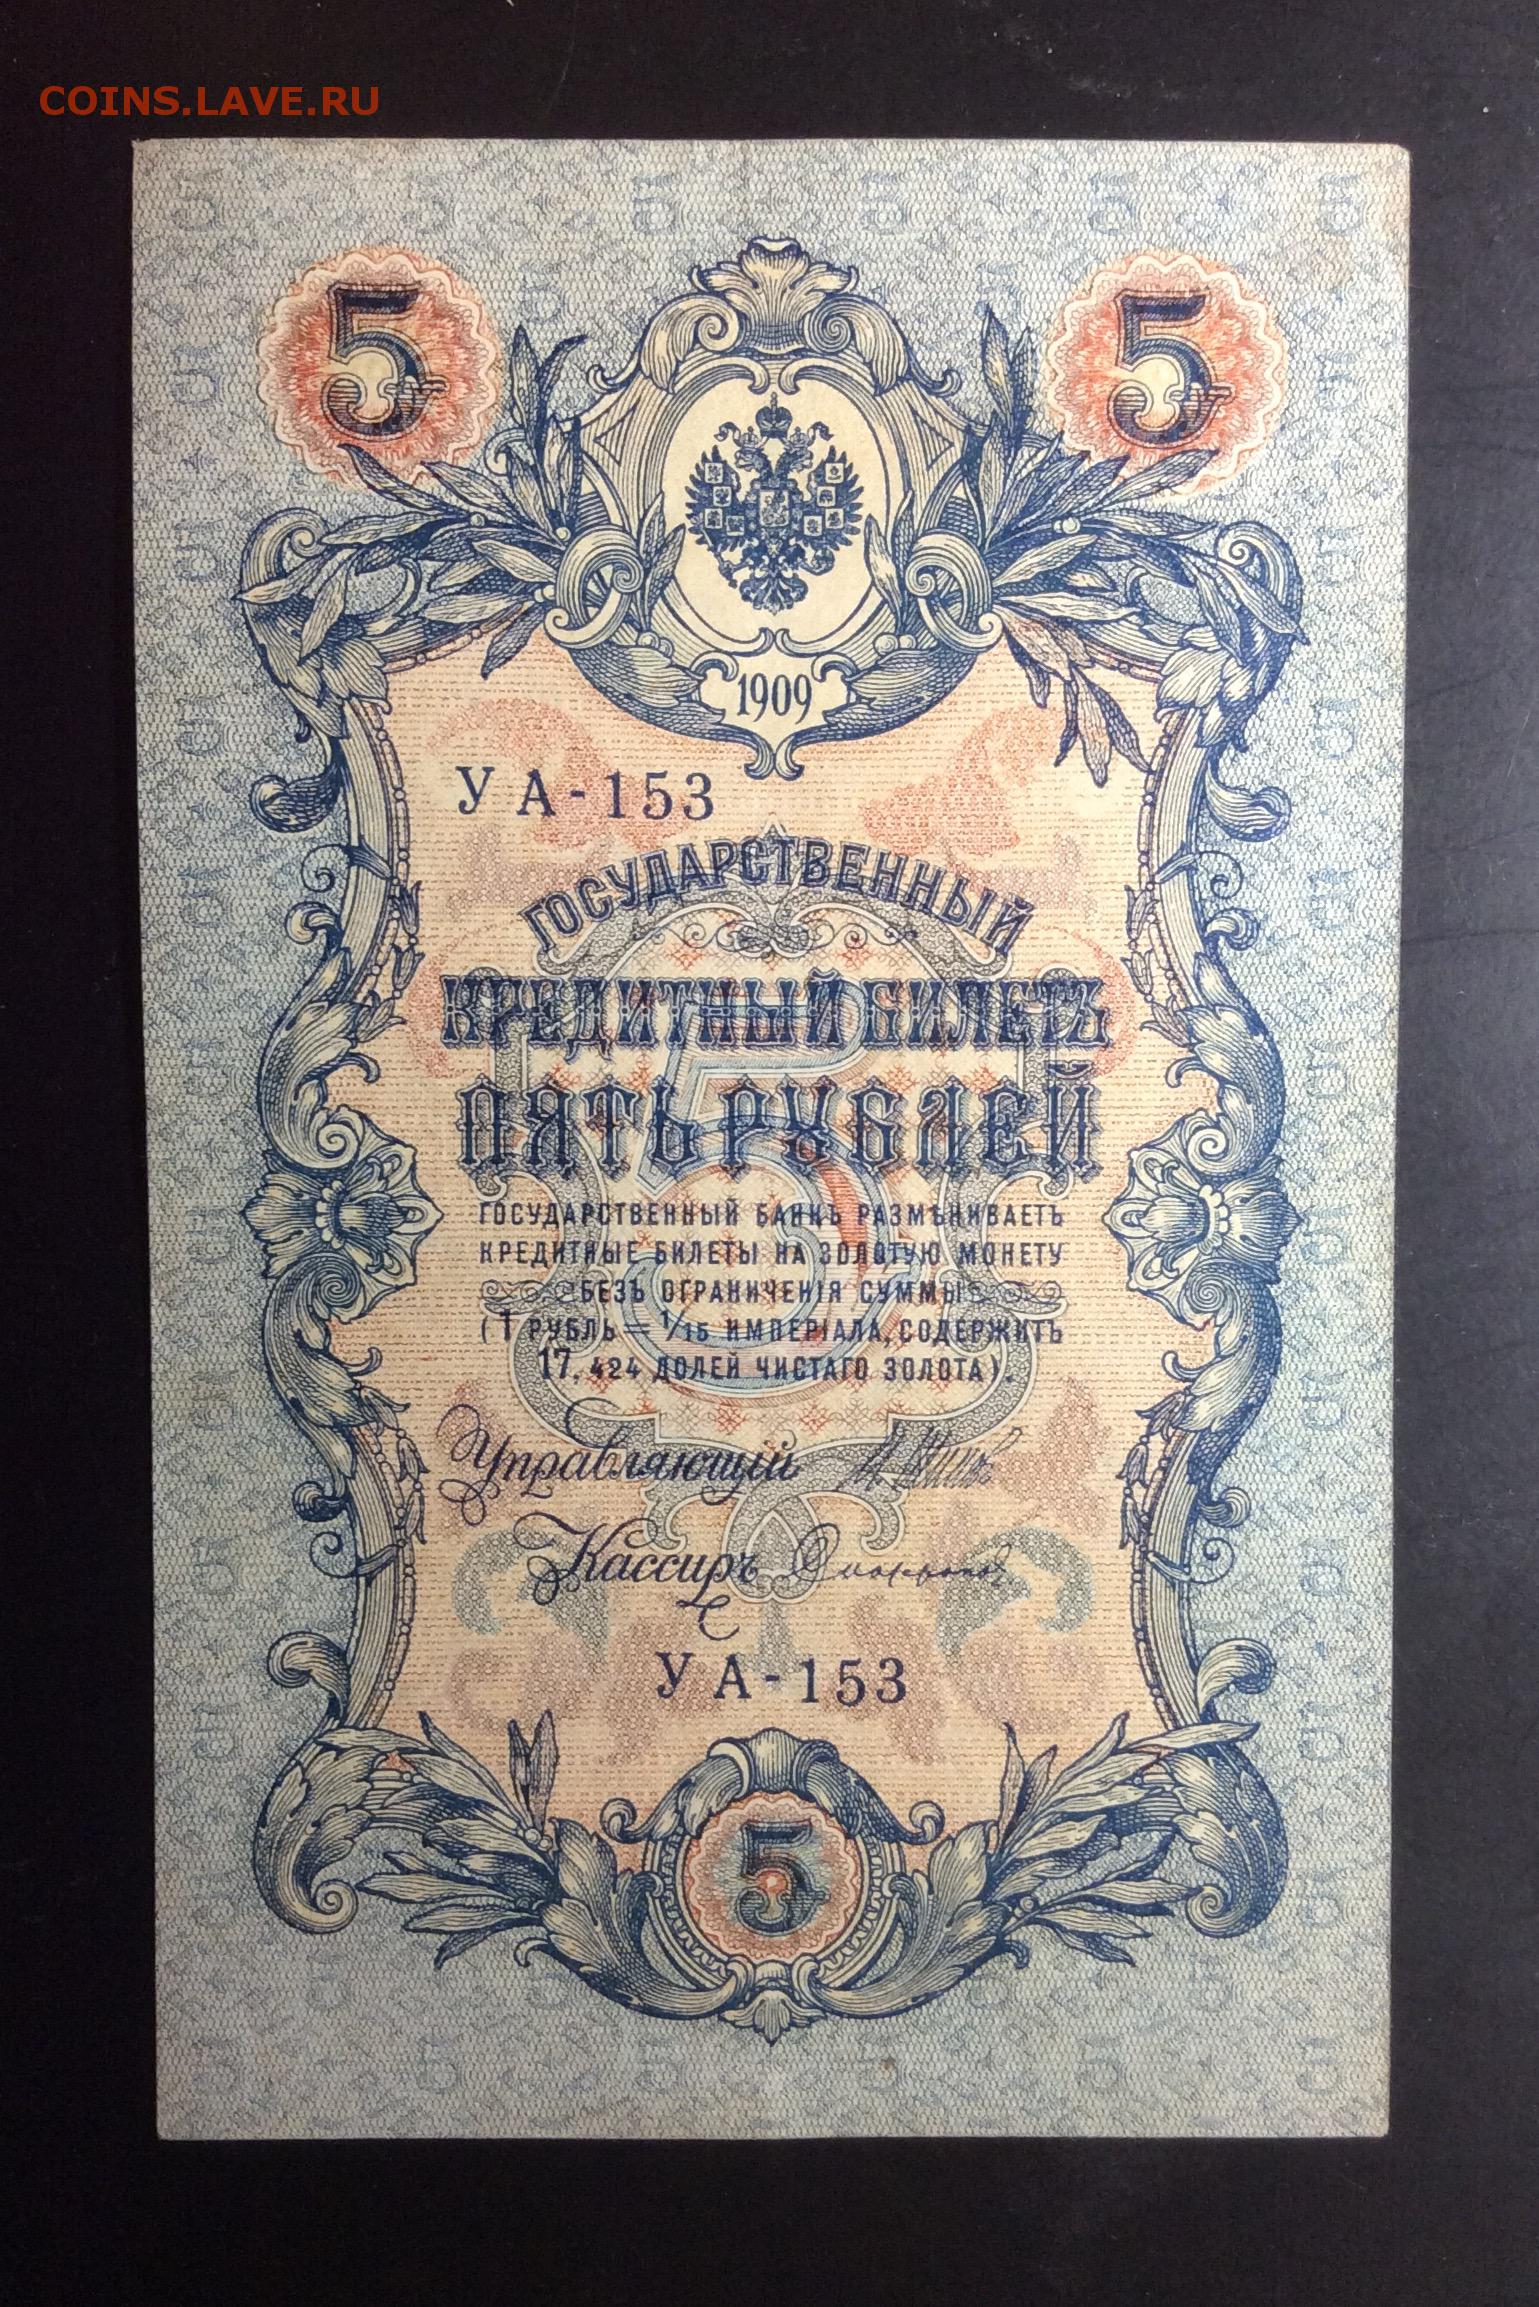 COINS.LAVE.RU
5 5
1909
УА-153
ГОСУДАРСТВЕННЫЙ
КРЕДИТНЫЙ БИЛЕТЪ
ПЯТЬ РУБЛЕЙ
ГОСУДАРСТВЕННЫЙ БАНКЪ РАЗМѢНИВАЕТЪ
КРЕДИТНЫЕ БИЛЕТЫ НА ЗОЛОТУЮ МОНЕТУ
БЕЗЪ ОГРАНИЧЕНІЯ СУММЫ
(1 РУБЛЬ = 1/15 ИМПЕРІАЛА, СОДЕРЖИТЪ
17,424 ДОЛЕЙ ЧИСТАГО ЗОЛОТА).
Управляющій
Кассиръ
УА-153
5